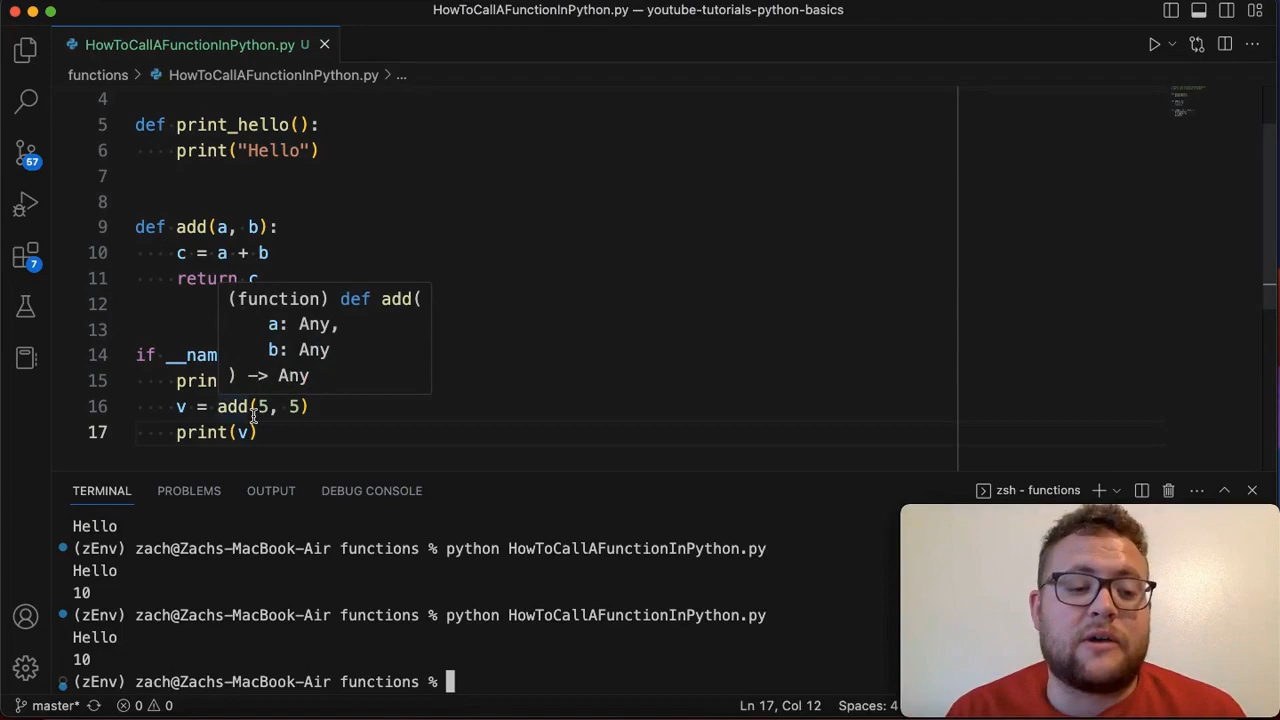 HowToCallAFunctionInPython.py — youtube-tutorials-python-basics
HowToCallAFunctionInPython.py U
functions > HowToCallAFunctionInPython.py > ...
4
5 def print_hello():
6 print("Hello")
7
8
9 def add(a, b):
10 c = a + b
11 return c
12
13
14 if __nam
15 prin
16 v = add(5, 5)
17 print(v)
(function) def add(
a: Any,
b: Any
) -> Any
57
7
TERMINAL PROBLEMS OUTPUT DEBUG CONSOLE zsh - functions
Hello
(zEnv) zach@Zachs-MacBook-Air functions % python HowToCallAFunctionInPython.py
Hello
10
(zEnv) zach@Zachs-MacBook-Air functions % python HowToCallAFunctionInPython.py
Hello
10
(zEnv) zach@Zachs-MacBook-Air functions %
master* 0 0 Ln 17, Col 12 Spaces: 4